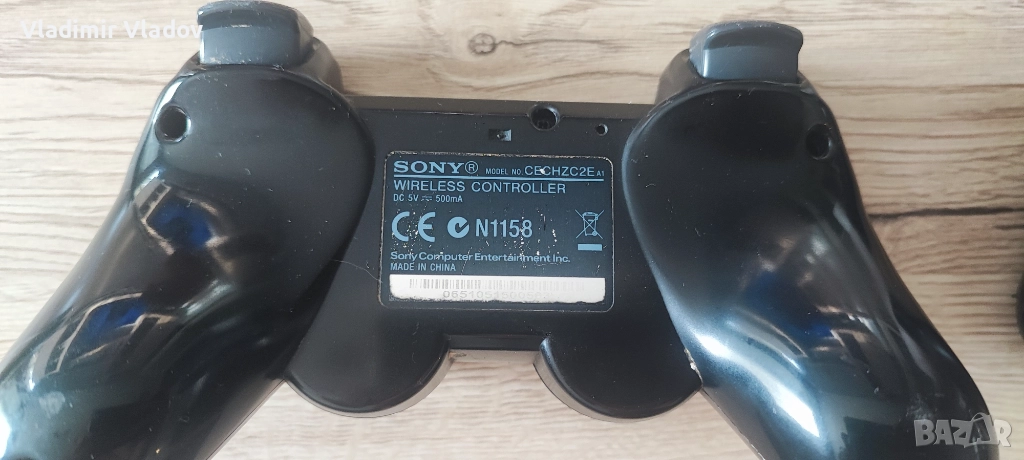 Vladimir Vladov
SONY® MODEL NO. CECHZC2E A1
WIRELESS CONTROLLER
DC 5V ⎓ 500mA
CE N1158
Sony Computer Entertainment Inc.
MADE IN CHINA
BAZAR